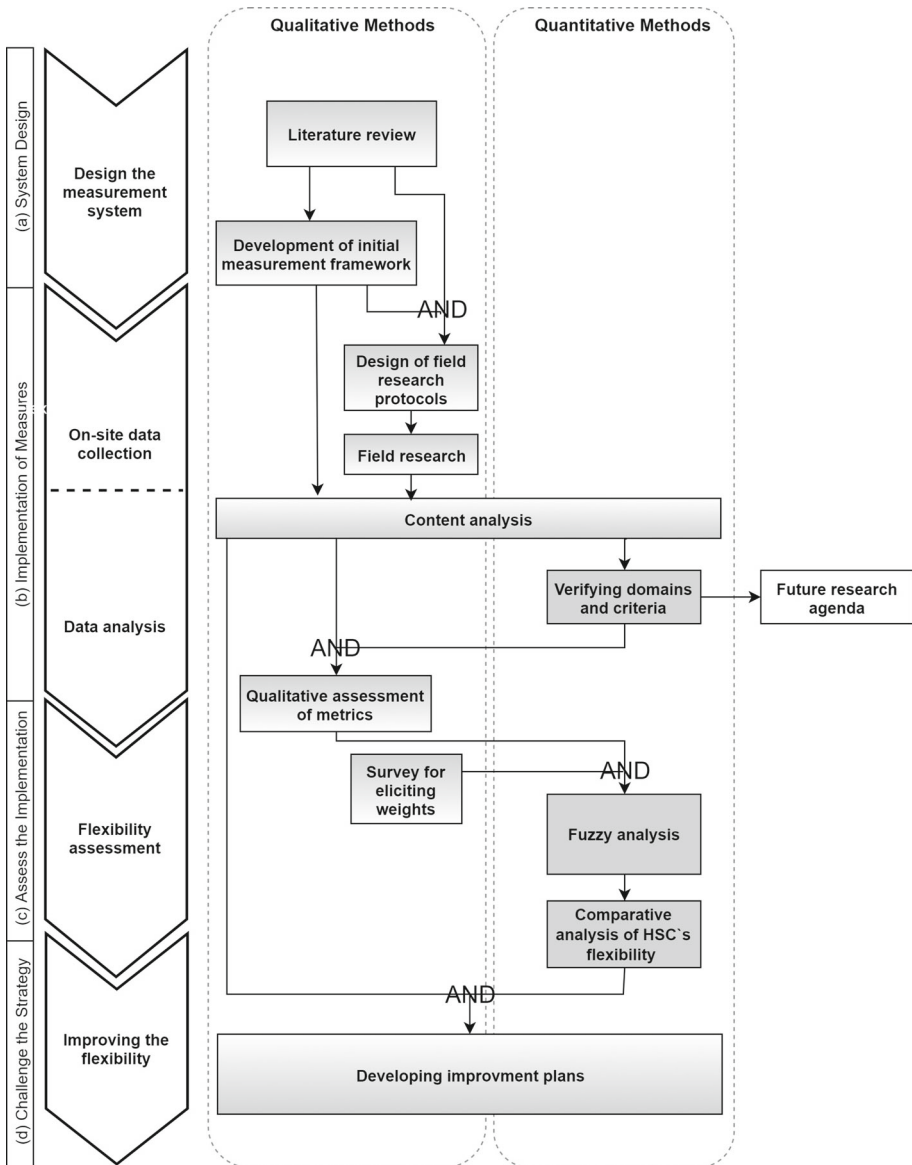 Qualitative Methods
Quantitative Methods
(a) System Design
Design the
measurement
system
Literature review
Development of initial
measurement framework
AND
(b) Implementation of Measures
Design of field
research
protocols
On-site data
collection
Field research
Content analysis
Data analysis
Verifying domains
and criteria
Future research
agenda
AND
Qualitative assessment
of metrics
(c) Assess the Implementation
Flexibility
assessment
Survey for
eliciting
weights
AND
Fuzzy analysis
Comparative
analysis of HSC`s
flexibility
(d) Challenge the Strategy
Improving the
flexibility
AND
Developing improvment plans